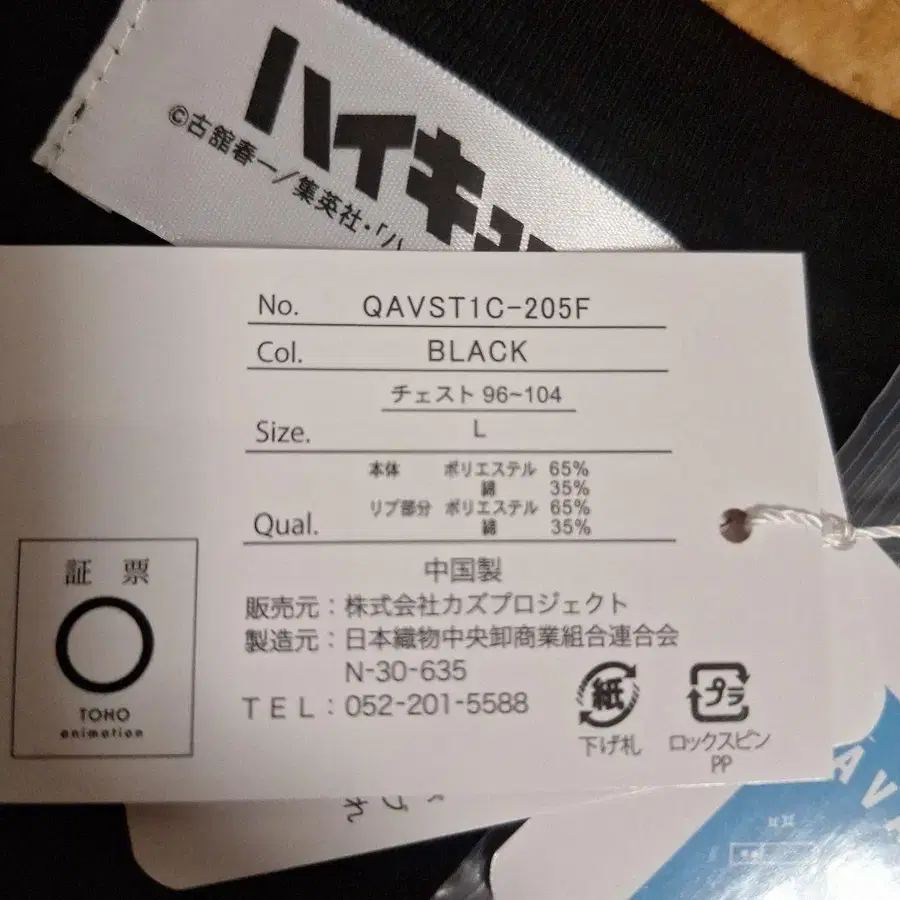 ハイキュ
©古舘春一/集英社・「ハ
No. QAVST1C-205F
Col. BLACK
チェスト 96~104
Size. L
本体 ポリエステル 65%
綿 35%
リブ部分 ポリエステル 65%
綿 35%
Qual.
中国製
販売元：株式会社カズプロジェクト
製造元：日本織物中央卸商業組合連合会
N-30-635
TEL：052-201-5588
証 票
TOHO
animation
紙
下げ札
プラ
ロックスピン
PP
AV